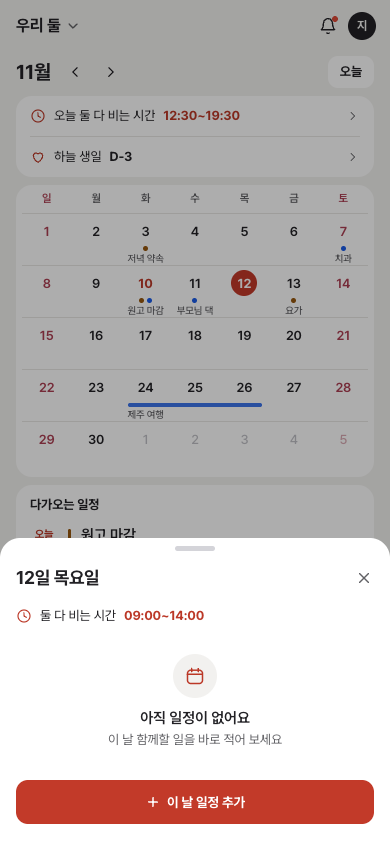 우리 둘
지
11월
오늘
오늘 둘 다 비는 시간 12:30~19:30
하늘 생일 D-3
일 월 화 수 목 금 토
1 2 3 4 5 6 7
저녁 약속 치과
8 9 10 11 12 13 14
원고 마감 부모님 댁 요가
15 16 17 18 19 20 21
22 23 24 25 26 27 28
제주 여행
29 30 1 2 3 4 5
다가오는 일정
오늘 원고 마감
12일 목요일
둘 다 비는 시간 09:00~14:00
아직 일정이 없어요
이 날 함께할 일을 바로 적어 보세요
+ 이 날 일정 추가